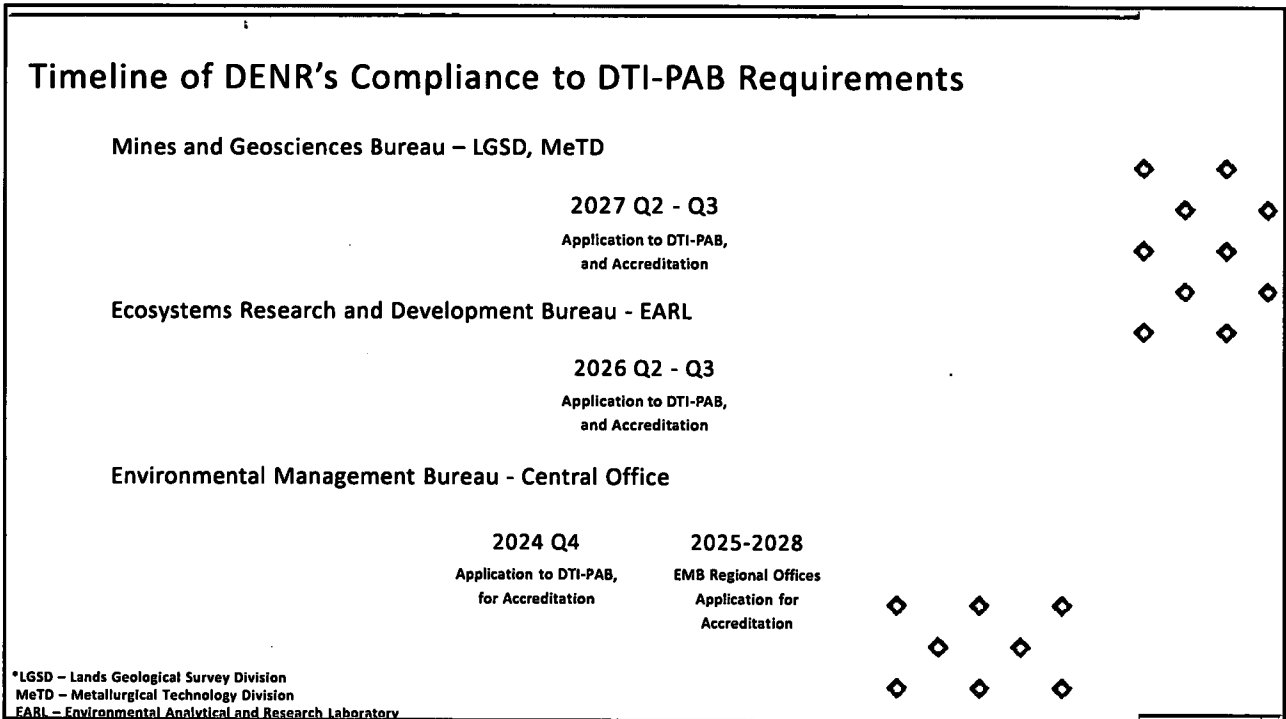 Timeline of DENR's Compliance to DTI-PAB Requirements
Mines and Geosciences Bureau – LGSD, MeTD
2027 Q2 - Q3
Application to DTI-PAB,
and Accreditation
Ecosystems Research and Development Bureau - EARL
2026 Q2 - Q3
Application to DTI-PAB,
and Accreditation
Environmental Management Bureau - Central Office
2024 Q4
Application to DTI-PAB,
for Accreditation
2025-2028
EMB Regional Offices
Application for
Accreditation
*LGSD – Lands Geological Survey Division
MeTD – Metallurgical Technology Division
EARL – Environmental Analytical and Research Laboratory